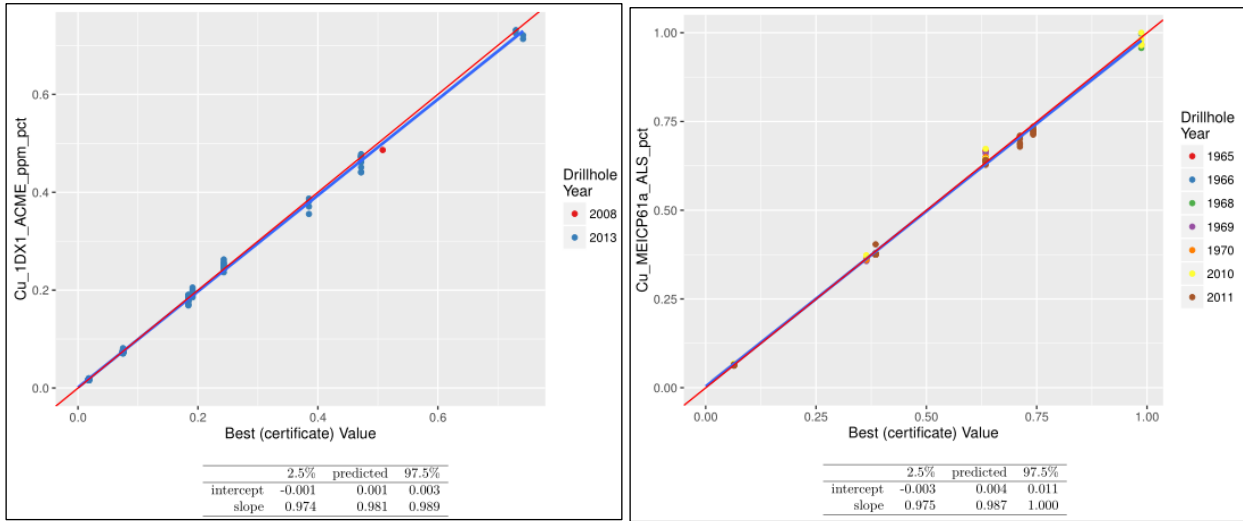 Cu_1DX1_ACME_ppm_pct
0.6
0.4
0.2
0.0
0.0
0.2
0.4
0.6
Best (certificate) Value
Drillhole
Year
2008
2013
2.5% predicted 97.5%
intercept -0.001 0.001 0.003
slope 0.974 0.981 0.989
Cu_MEICP61a_ALS_pct
1.00
0.75
0.50
0.25
0.00
0.00
0.25
0.50
0.75
1.00
Best (certificate) Value
Drillhole
Year
1965
1966
1968
1969
1970
2010
2011
2.5% predicted 97.5%
intercept -0.003 0.004 0.011
slope 0.975 0.987 1.000